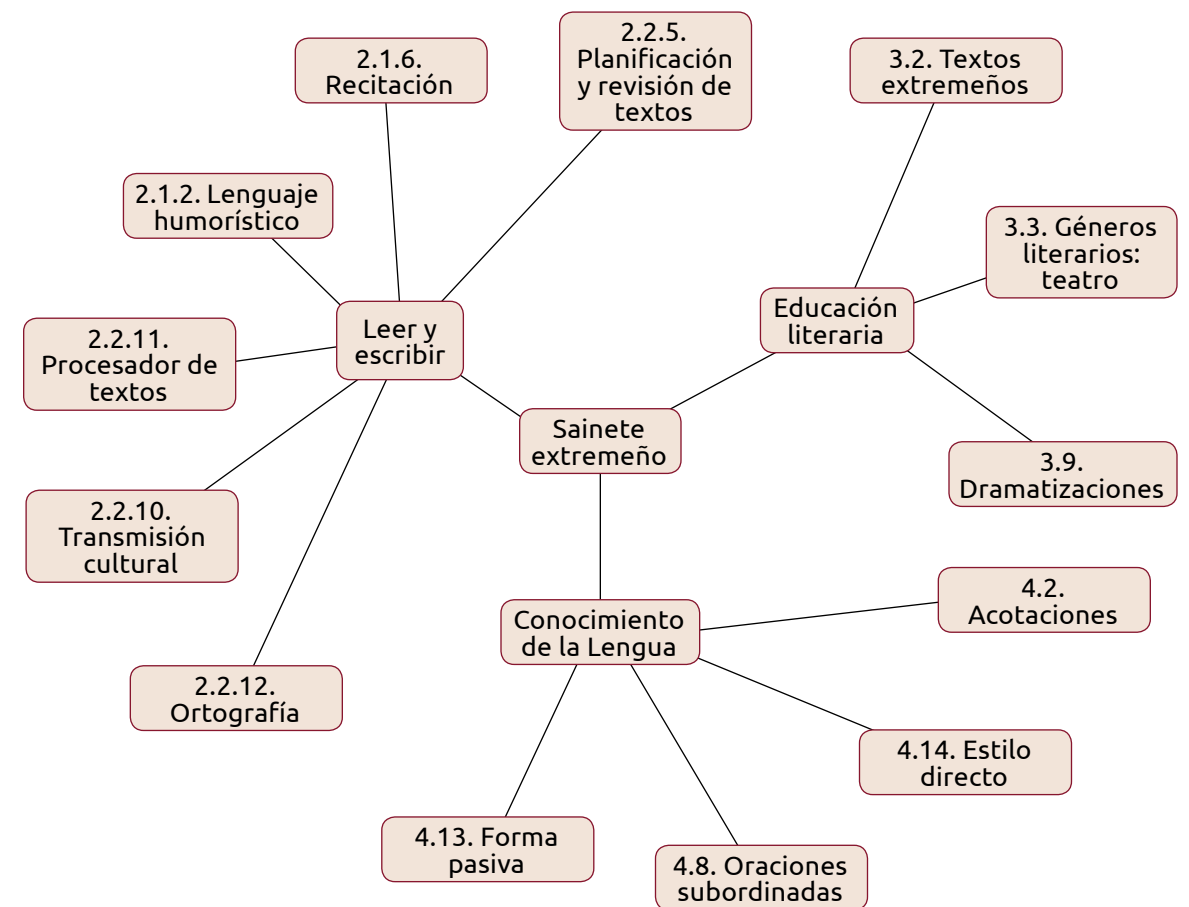 2.1.6.
Recitación
2.2.5.
Planificación
y revisión de
textos
3.2. Textos
extremeños
2.1.2. Lenguaje
humorístico
3.3. Géneros
literarios:
teatro
Leer y
escribir
Educación
literaria
2.2.11.
Procesador de
textos
Sainete
extremeño
3.9.
Dramatizaciones
2.2.10.
Transmisión
cultural
4.2.
Acotaciones
Conocimiento
de la Lengua
2.2.12.
Ortografía
4.14. Estilo
directo
4.13. Forma
pasiva
4.8. Oraciones
subordinadas